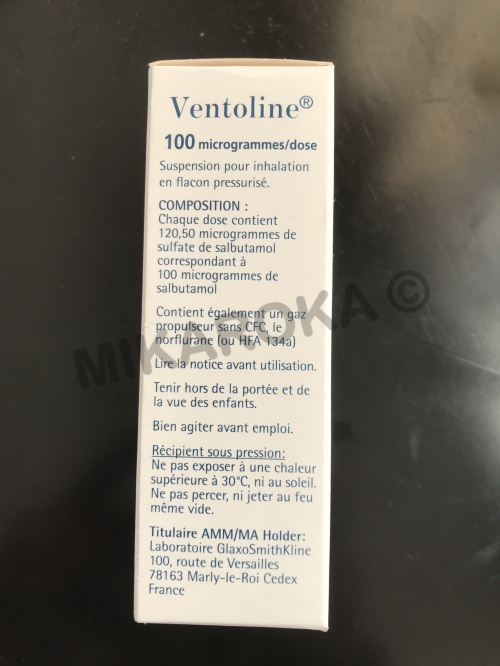 Ventoline®
100 microgrammes/dose
Suspension pour inhalation
en flacon pressurisé.
COMPOSITION :
Chaque dose contient
120,50 microgrammes de
sulfate de salbutamol
correspondant à
100 microgrammes de
salbutamol
Contient également un gaz
propulseur sans CFC, le
norflurane (ou HFA 134a)
Lire la notice avant utilisation.
Tenir hors de la portée et de
la vue des enfants.
Bien agiter avant emploi.
Récipient sous pression:
Ne pas exposer à une chaleur
supérieure à 30°C, ni au soleil.
Ne pas percer, ni jeter au feu
même vide.
Titulaire AMM/MA Holder:
Laboratoire GlaxoSmithKline
100, route de Versailles
78163 Marly-le-Roi Cedex
France
MIKAROKA ©